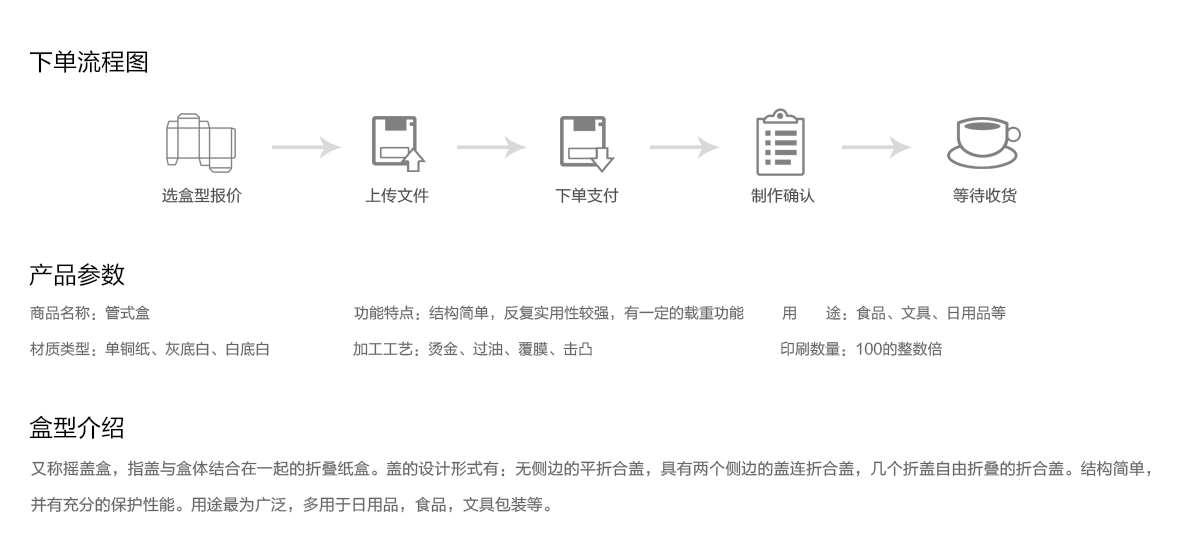 下单流程图
选盒型报价 上传文件 下单支付 制作确认 等待收货
产品参数
商品名称：管式盒 功能特点：结构简单，反复实用性较强，有一定的载重功能 用 途：食品、文具、日用品等
材质类型：单铜纸、灰底白、白底白 加工工艺：烫金、过油、覆膜、击凸 印刷数量：100的整数倍
盒型介绍
又称摇盖盒，指盖与盒体结合在一起的折叠纸盒。盖的设计形式有：无侧边的平折合盖，具有两个侧边的盖连折合盖，几个折盖自由折叠的折合盖。结构简单，
并有充分的保护性能。用途最为广泛，多用于日用品，食品，文具包装等。